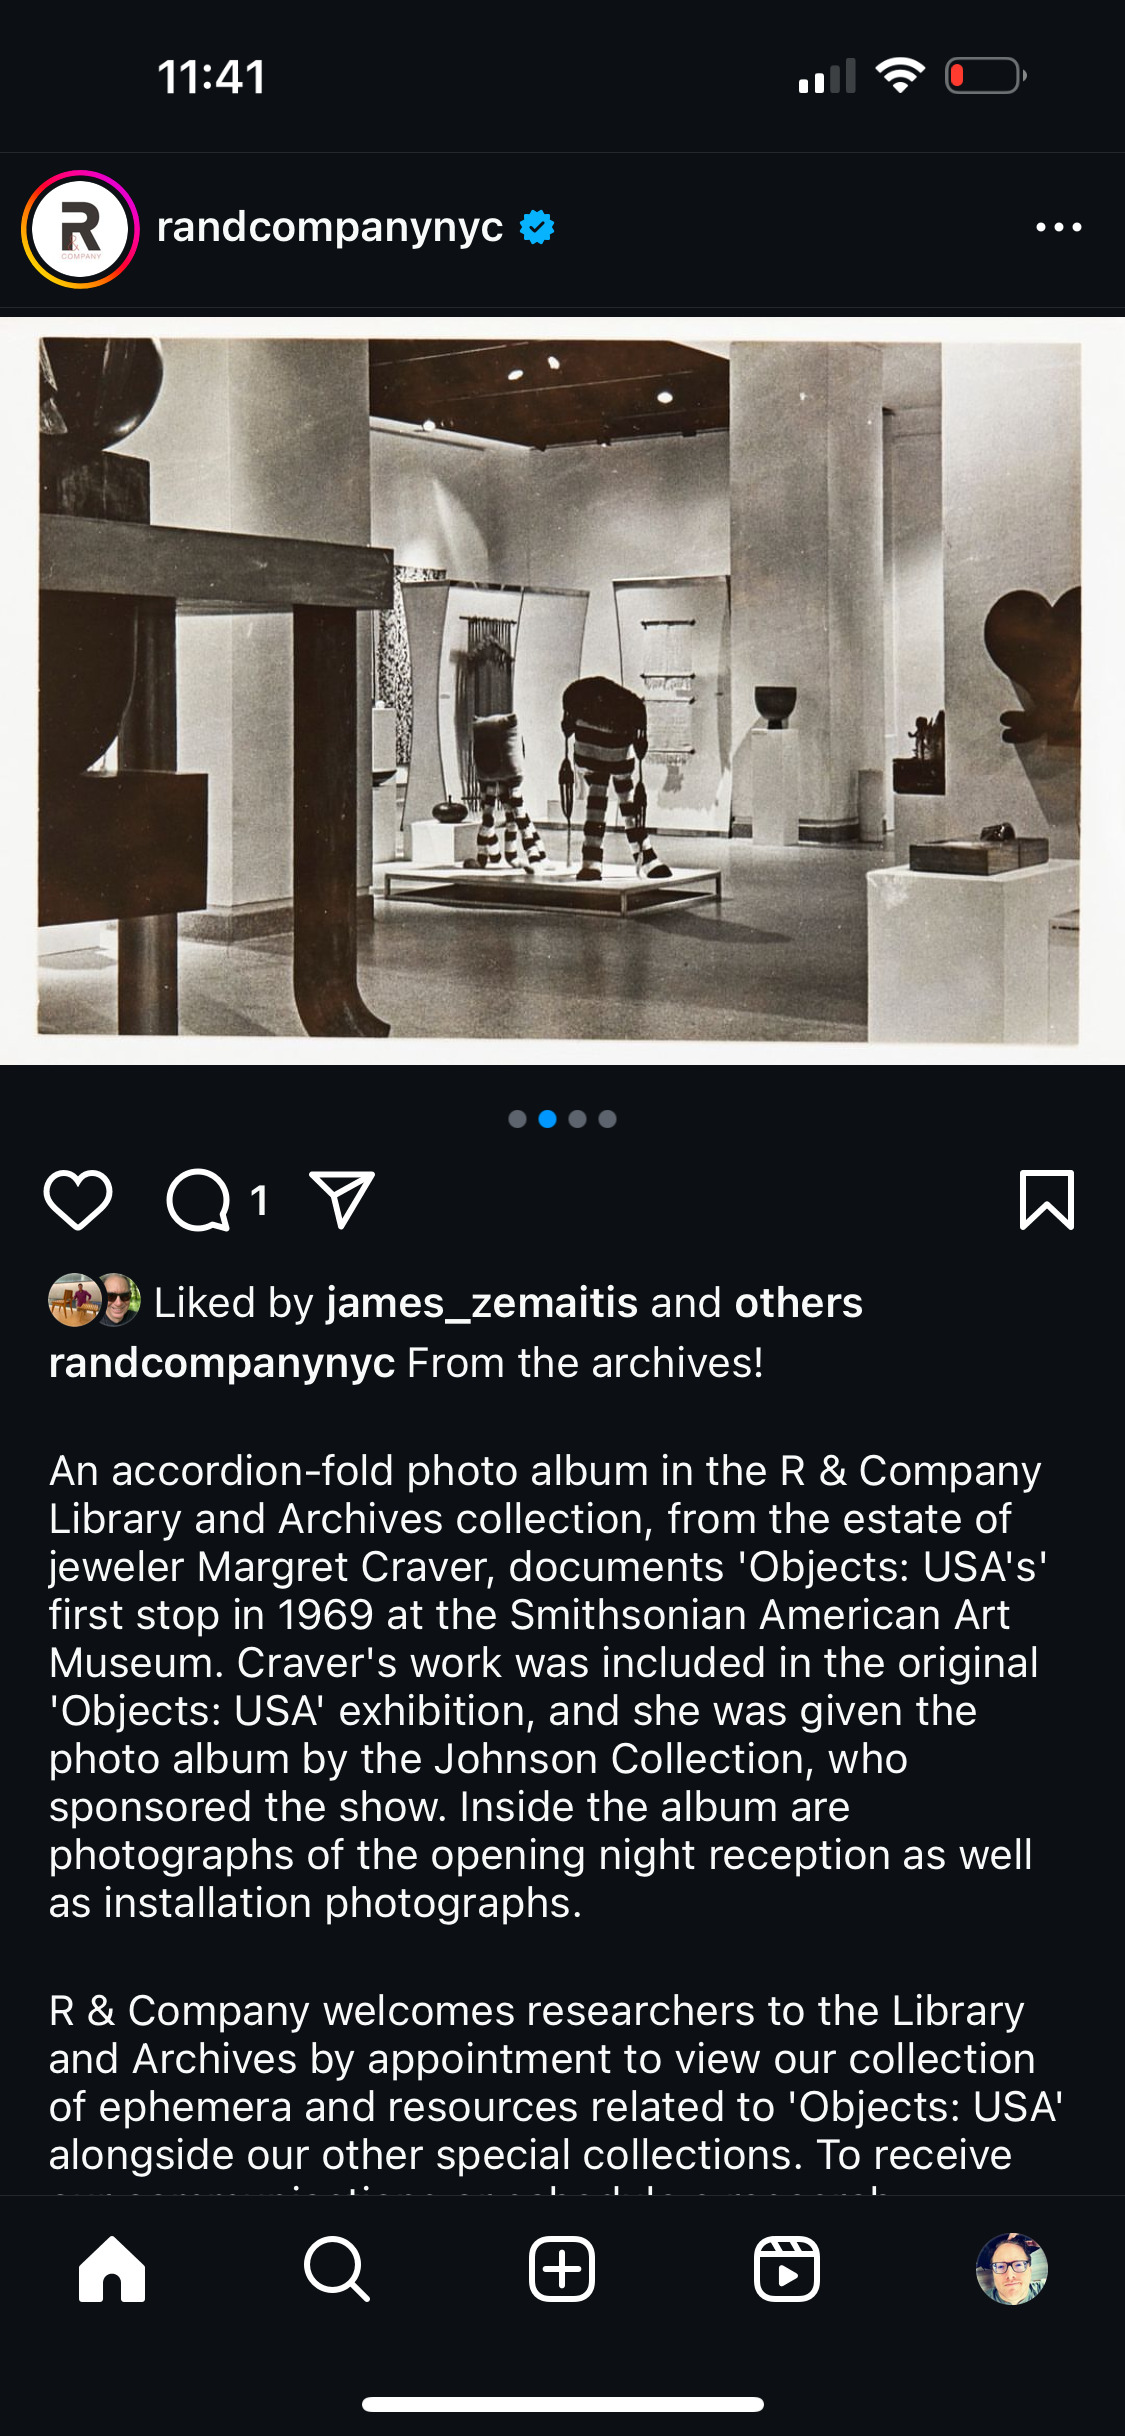 11:41
R
&
COMPANY
randcompanynyc
1
Liked by james_zemaitis and others
randcompanynyc From the archives!
An accordion-fold photo album in the R & Company
Library and Archives collection, from the estate of
jeweler Margret Craver, documents 'Objects: USA's'
first stop in 1969 at the Smithsonian American Art
Museum. Craver's work was included in the original
'Objects: USA' exhibition, and she was given the
photo album by the Johnson Collection, who
sponsored the show. Inside the album are
photographs of the opening night reception as well
as installation photographs.
R & Company welcomes researchers to the Library
and Archives by appointment to view our collection
of ephemera and resources related to 'Objects: USA'
alongside our other special collections. To receive